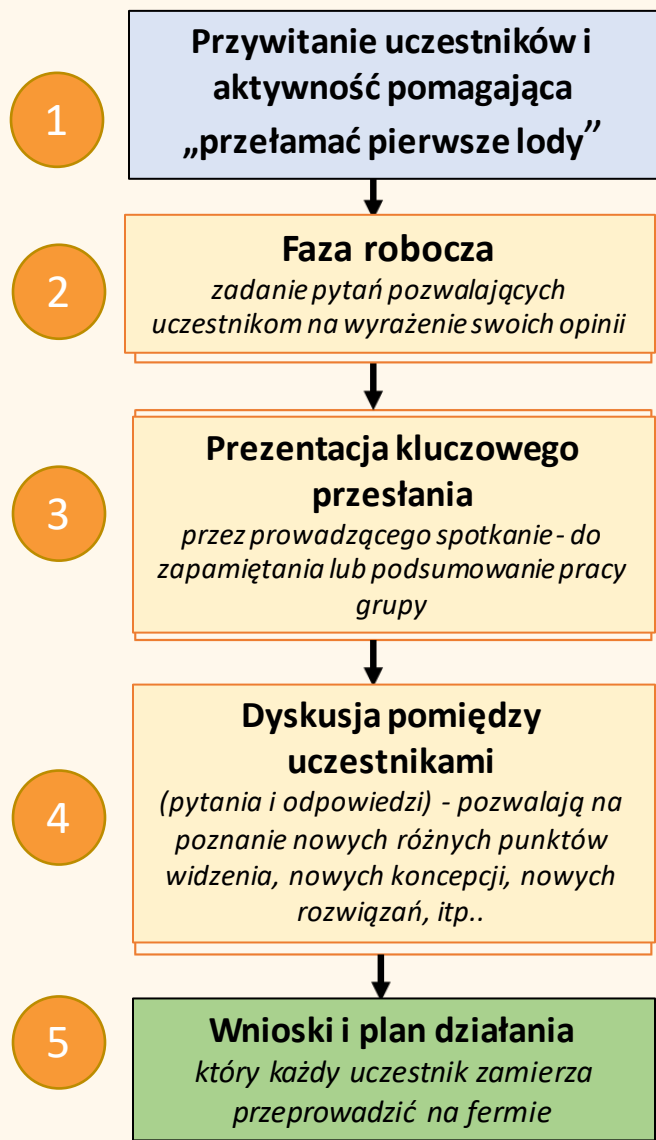 1
Przywitanie uczestników i
aktywność pomagająca
„przełamać pierwsze lody”
2
Faza robocza
zadanie pytań pozwalających
uczestnikom na wyrażenie swoich opinii
3
Prezentacja kluczowego
przesłania
przez prowadzącego spotkanie - do
zapamiętania lub podsumowanie pracy
grupy
4
Dyskusja pomiędzy
uczestnikami
(pytania i odpowiedzi) - pozwalają na
poznanie nowych różnych punktów
widzenia, nowych koncepcji, nowych
rozwiązań, itp..
5
Wnioski i plan działania
który każdy uczestnik zamierza
przeprowadzić na fermie